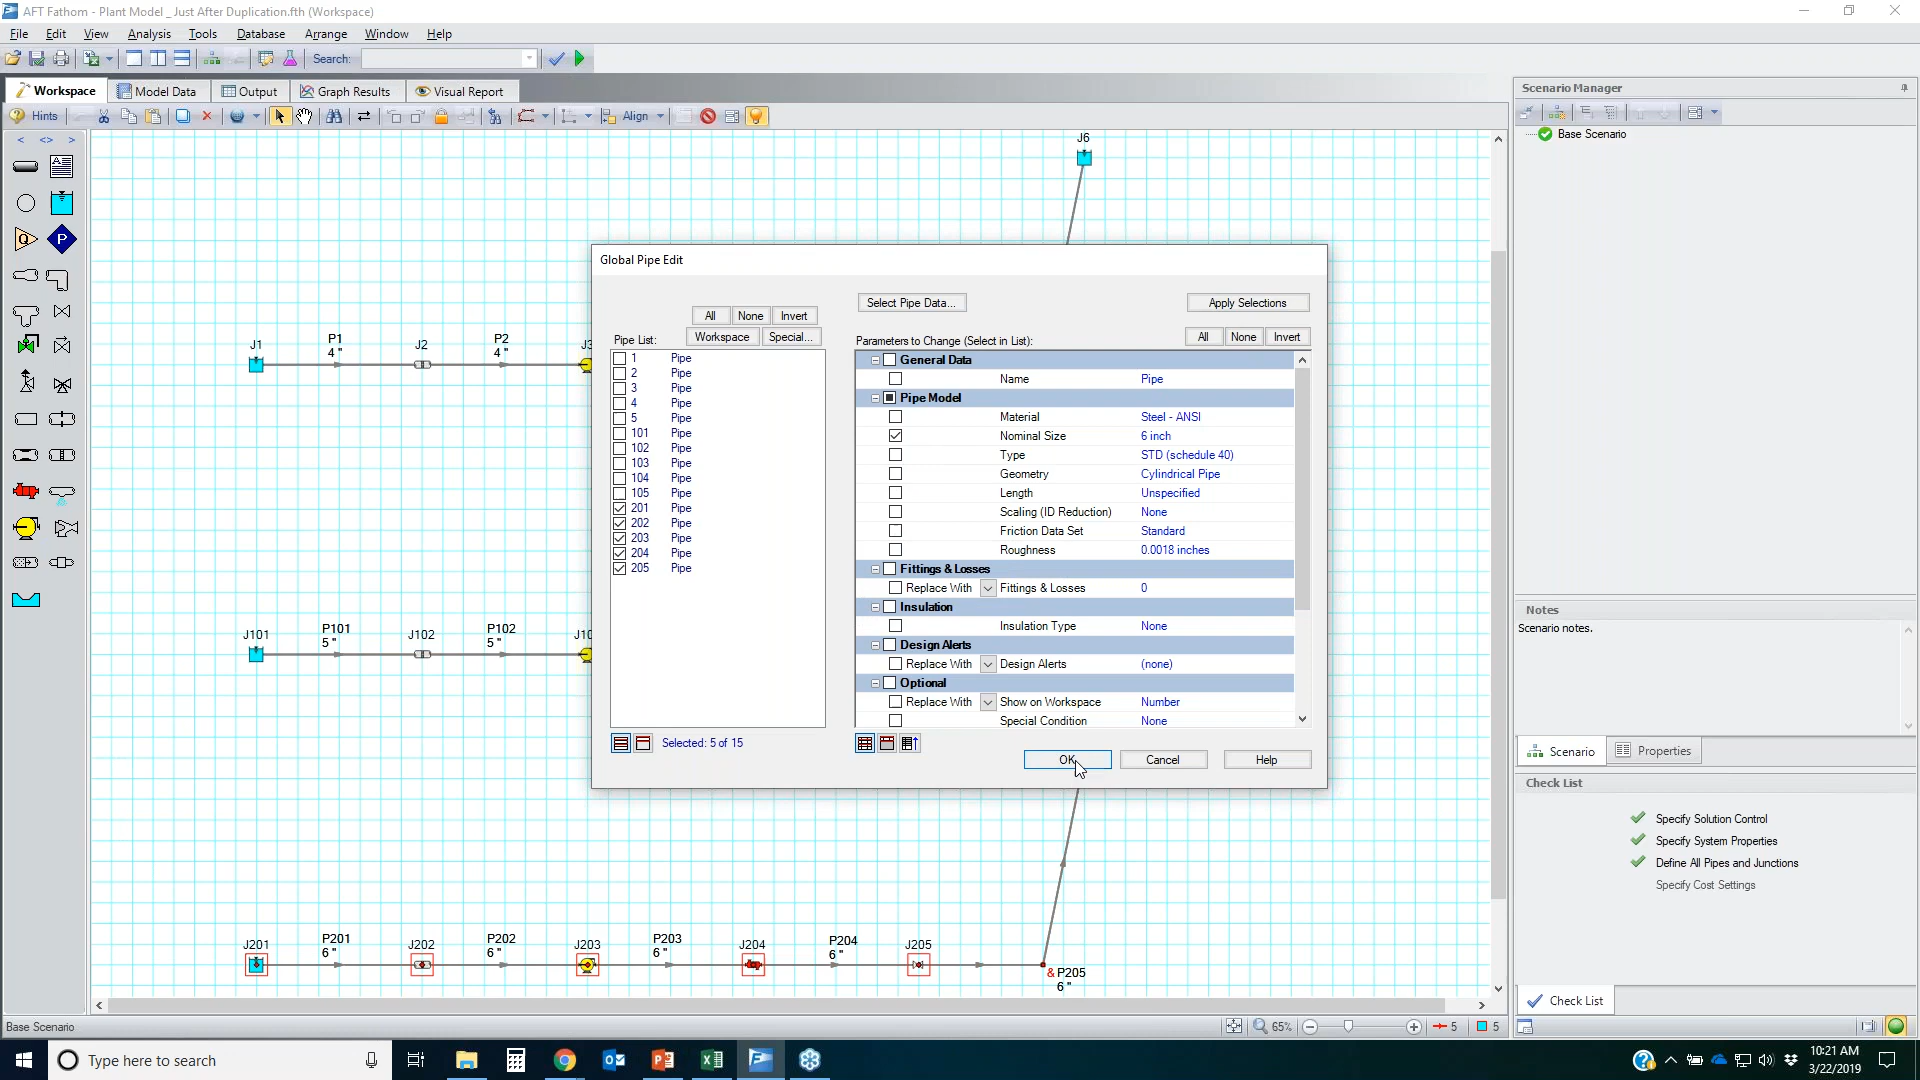 AFT Fathom - Plant Model _ Just After Duplication.fth (Workspace)
File Edit View Analysis Tools Database Arrange Window Help
Search:
Workspace Model Data Output Graph Results Visual Report
Hints Align
Scenario Manager
Base Scenario
J6
J1 P1 J2 P2 J3
4 " 4 "
J101 P101 J102 P102 J10
5 " 5 "
J201 P201 J202 P202 J203 P203 J204 P204 J205
6 " 6 " 6 " 6 "
& P205
6 "
Global Pipe Edit
Select Pipe Data... Apply Selections
All None Invert
Pipe List: Workspace Special...
Parameters to Change (Select in List): All None Invert
1 Pipe
2 Pipe
3 Pipe
4 Pipe
5 Pipe
101 Pipe
102 Pipe
103 Pipe
104 Pipe
105 Pipe
201 Pipe
202 Pipe
203 Pipe
204 Pipe
205 Pipe
Selected: 5 of 15
General Data
Name Pipe
Pipe Model
Material Steel - ANSI
Nominal Size 6 inch
Type STD (schedule 40)
Geometry Cylindrical Pipe
Length Unspecified
Scaling (ID Reduction) None
Friction Data Set Standard
Roughness 0.0018 inches
Fittings & Losses
Replace With Fittings & Losses 0
Insulation
Insulation Type None
Design Alerts
Replace With Design Alerts (none)
Optional
Replace With Show on Workspace Number
Special Condition None
OK Cancel Help
Notes
Scenario notes.
Scenario Properties
Check List
Specify Solution Control
Specify System Properties
Define All Pipes and Junctions
Specify Cost Settings
Check List
Base Scenario
65%
5
5
Type here to search
10:21 AM
3/22/2019